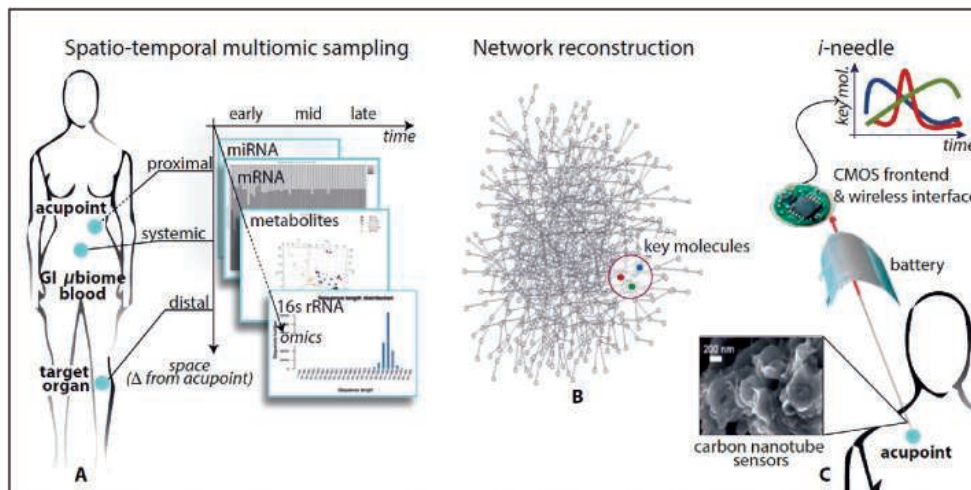 Spatio-temporal multiomic sampling
early mid late
time
miRNA
mRNA
metabolites
16s rRNA
omics
proximal
acupoint
systemic
GI µbiome
blood
distal
target
organ
space
(Δ from acupoint)
A
Network reconstruction
key molecules
B
i-needle
key mol.
time
CMOS frontend
& wireless interface
battery
200 nm
carbon nanotube
sensors
acupoint
C